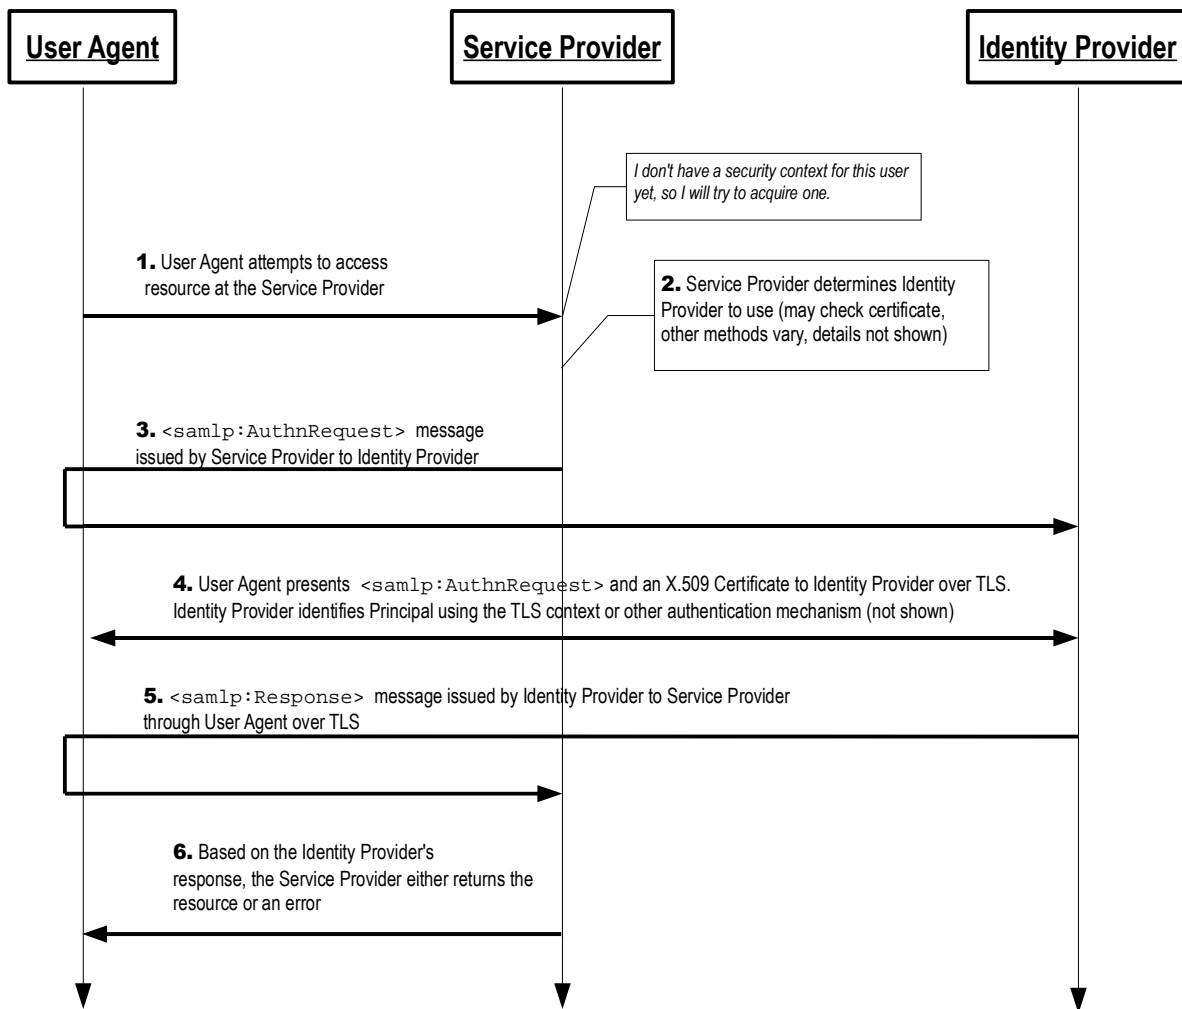 User Agent
Service Provider
Identity Provider
I don't have a security context for this user
yet, so I will try to acquire one.
1. User Agent attempts to access
resource at the Service Provider
2. Service Provider determines Identity
Provider to use (may check certificate,
other methods vary, details not shown)
3. <samlp:AuthnRequest> message
issued by Service Provider to Identity Provider
4. User Agent presents <samlp:AuthnRequest> and an X.509 Certificate to Identity Provider over TLS.
Identity Provider identifies Principal using the TLS context or other authentication mechanism (not shown)
5. <samlp:Response> message issued by Identity Provider to Service Provider
through User Agent over TLS
6. Based on the Identity Provider's
response, the Service Provider either returns the
resource or an error